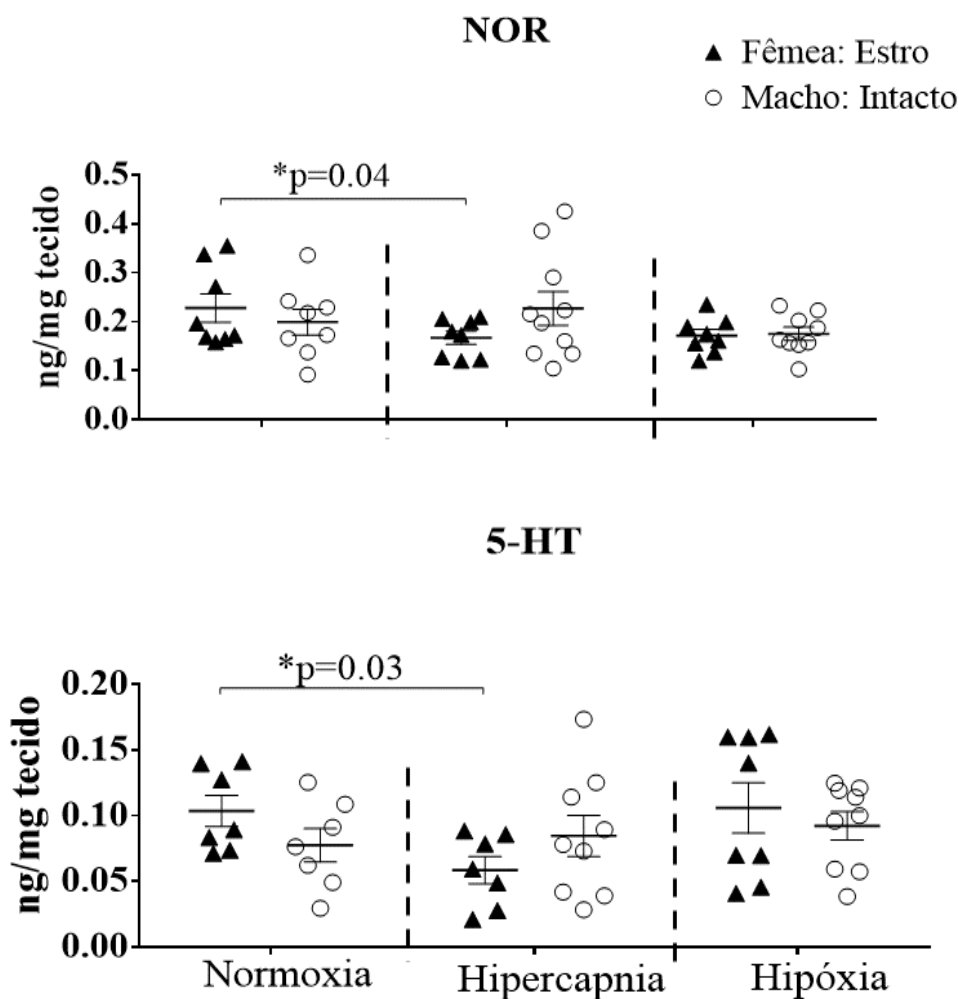 NOR
▲ Fêmea: Estro
○ Macho: Intacto
*p=0.04
ng/mg tecido
0.5
0.4
0.3
0.2
0.1
0.0
5-HT
*p=0.03
ng/mg tecido
0.20
0.15
0.10
0.05
0.00
Normoxia Hipercapnia Hipóxia